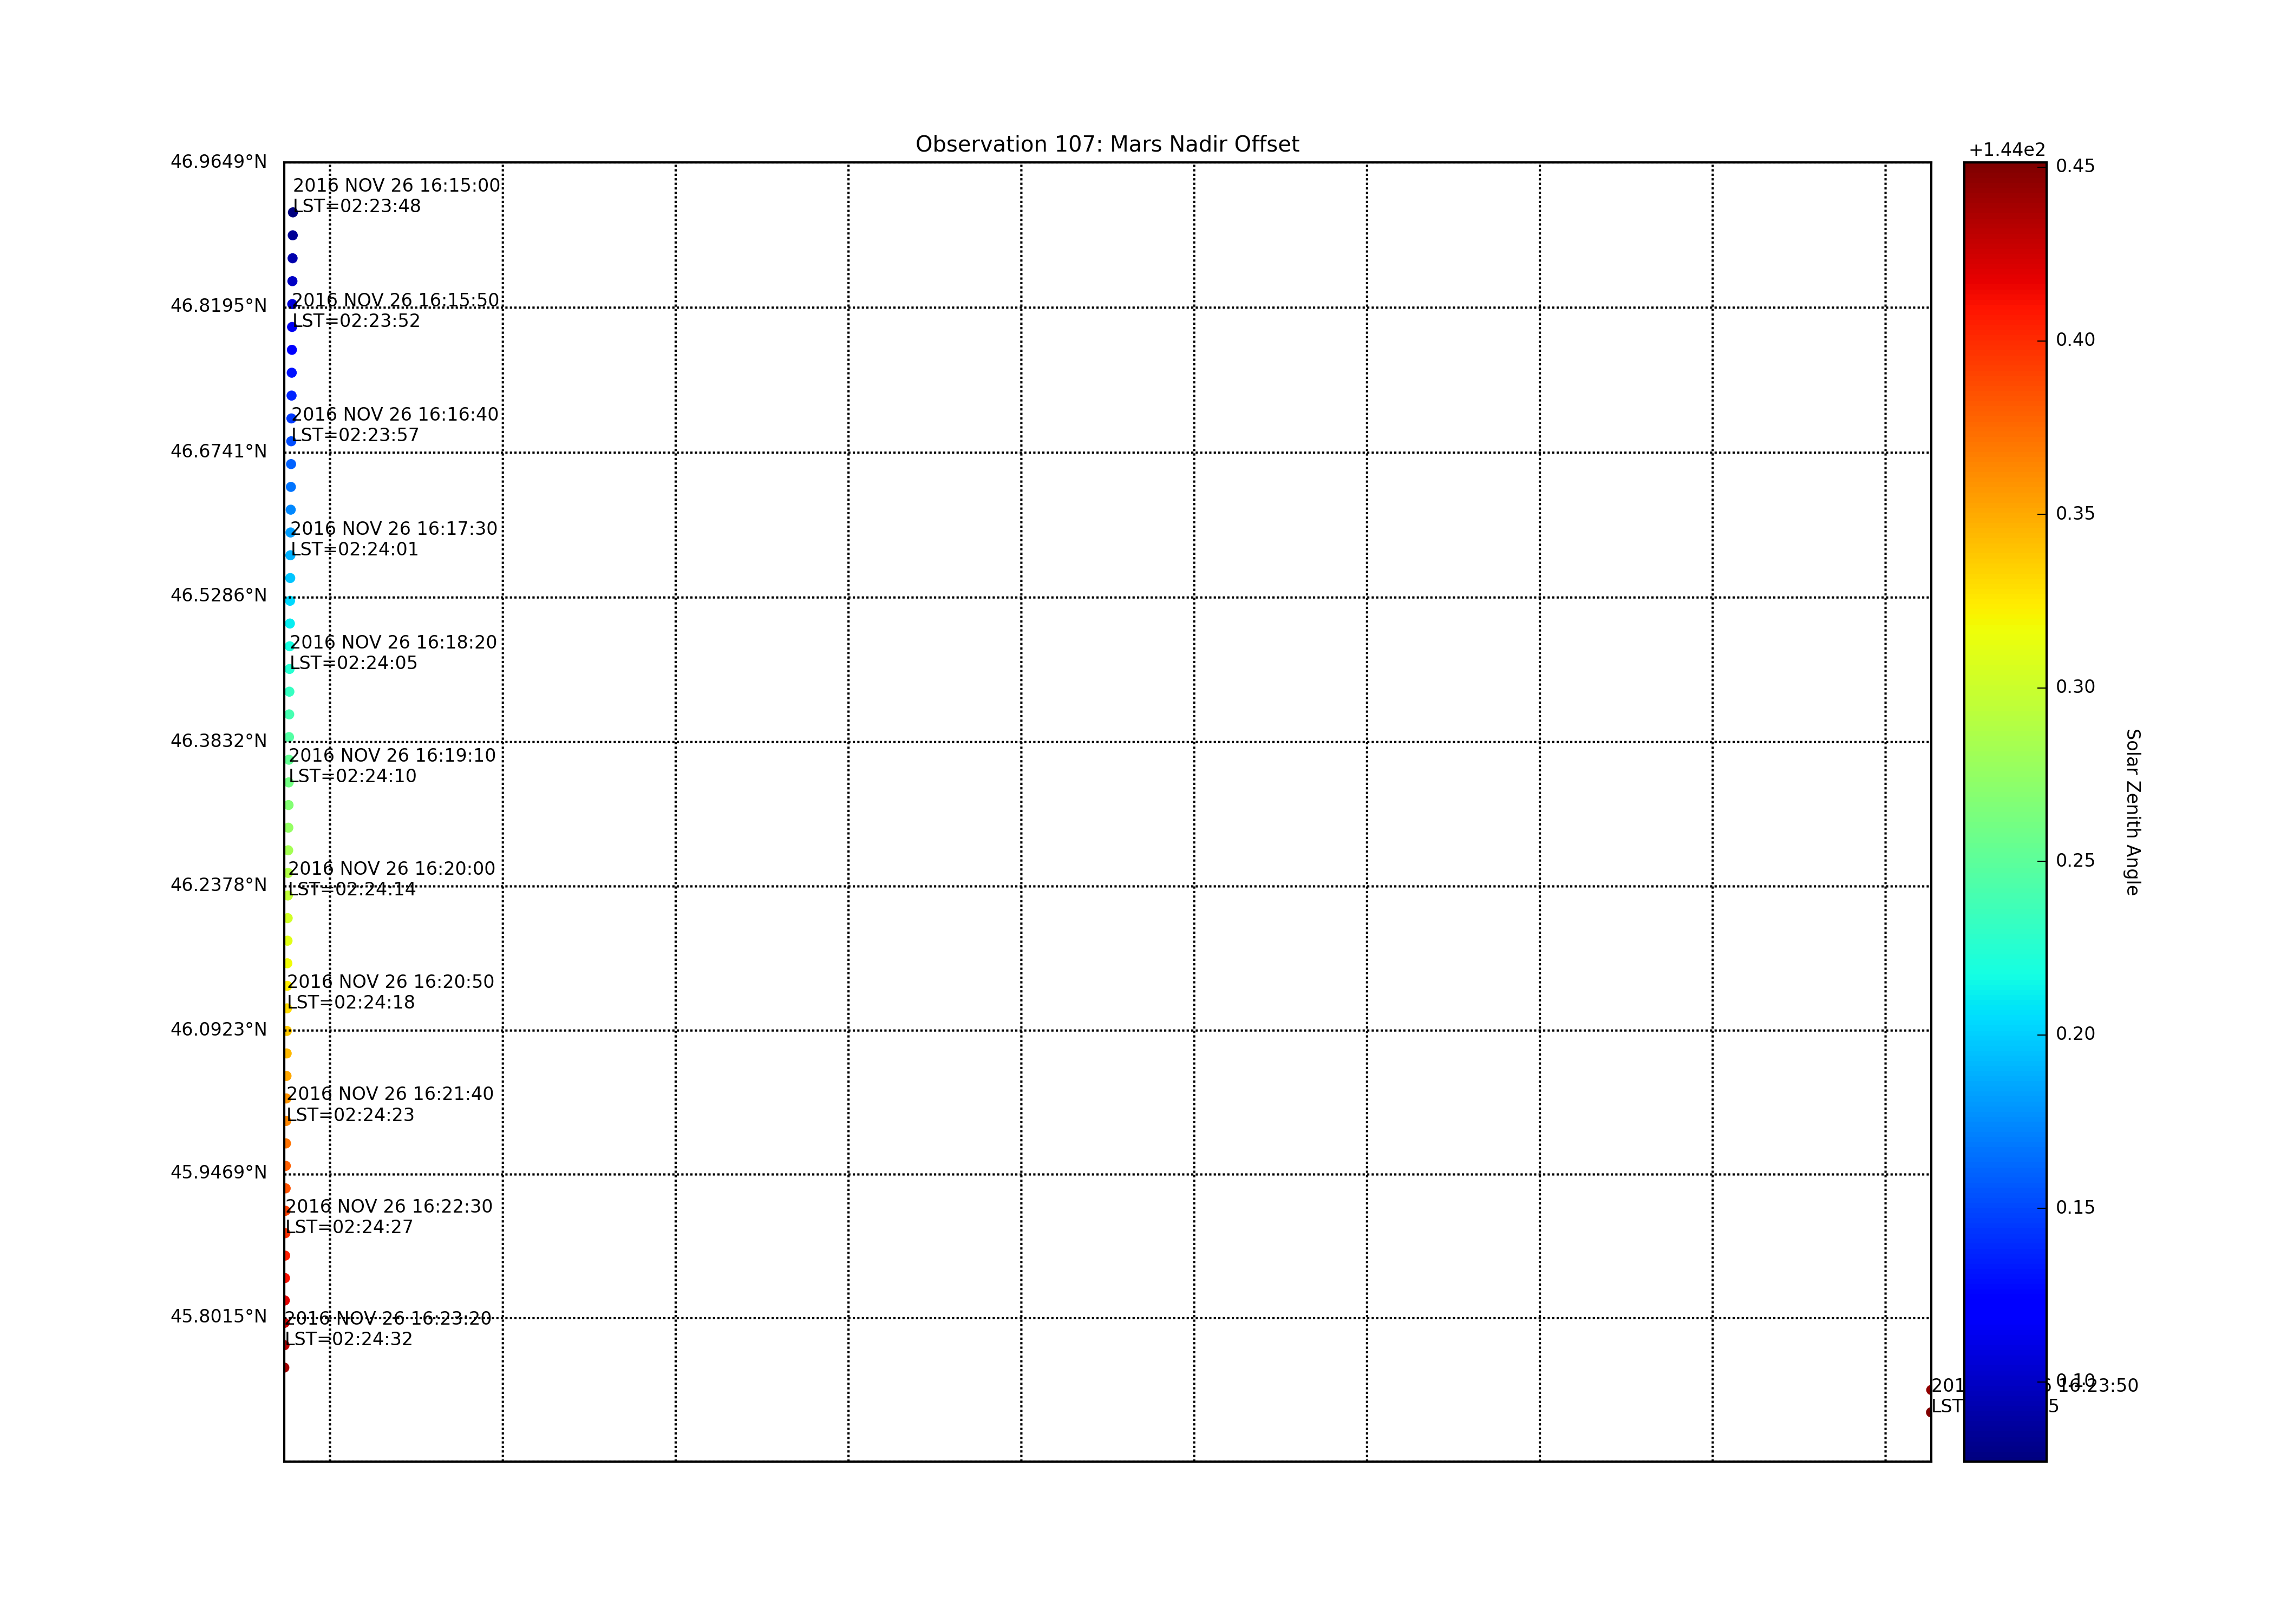 Observation 107: Mars Nadir Offset
+1.44e2
46.9649°N
46.8195°N
46.6741°N
46.5286°N
46.3832°N
46.2378°N
46.0923°N
45.9469°N
45.8015°N
2016 NOV 26 16:15:00
LST=02:23:48
2016 NOV 26 16:15:50
LST=02:23:52
2016 NOV 26 16:16:40
LST=02:23:57
2016 NOV 26 16:17:30
LST=02:24:01
2016 NOV 26 16:18:20
LST=02:24:05
2016 NOV 26 16:19:10
LST=02:24:10
2016 NOV 26 16:20:00
LST=02:24:14
2016 NOV 26 16:20:50
LST=02:24:18
2016 NOV 26 16:21:40
LST=02:24:23
2016 NOV 26 16:22:30
LST=02:24:27
2016 NOV 26 16:23:20
LST=02:24:32
16:23:50
LST
0.45
0.40
0.35
0.30
0.25
0.20
0.15
0.10
Solar Zenith Angle